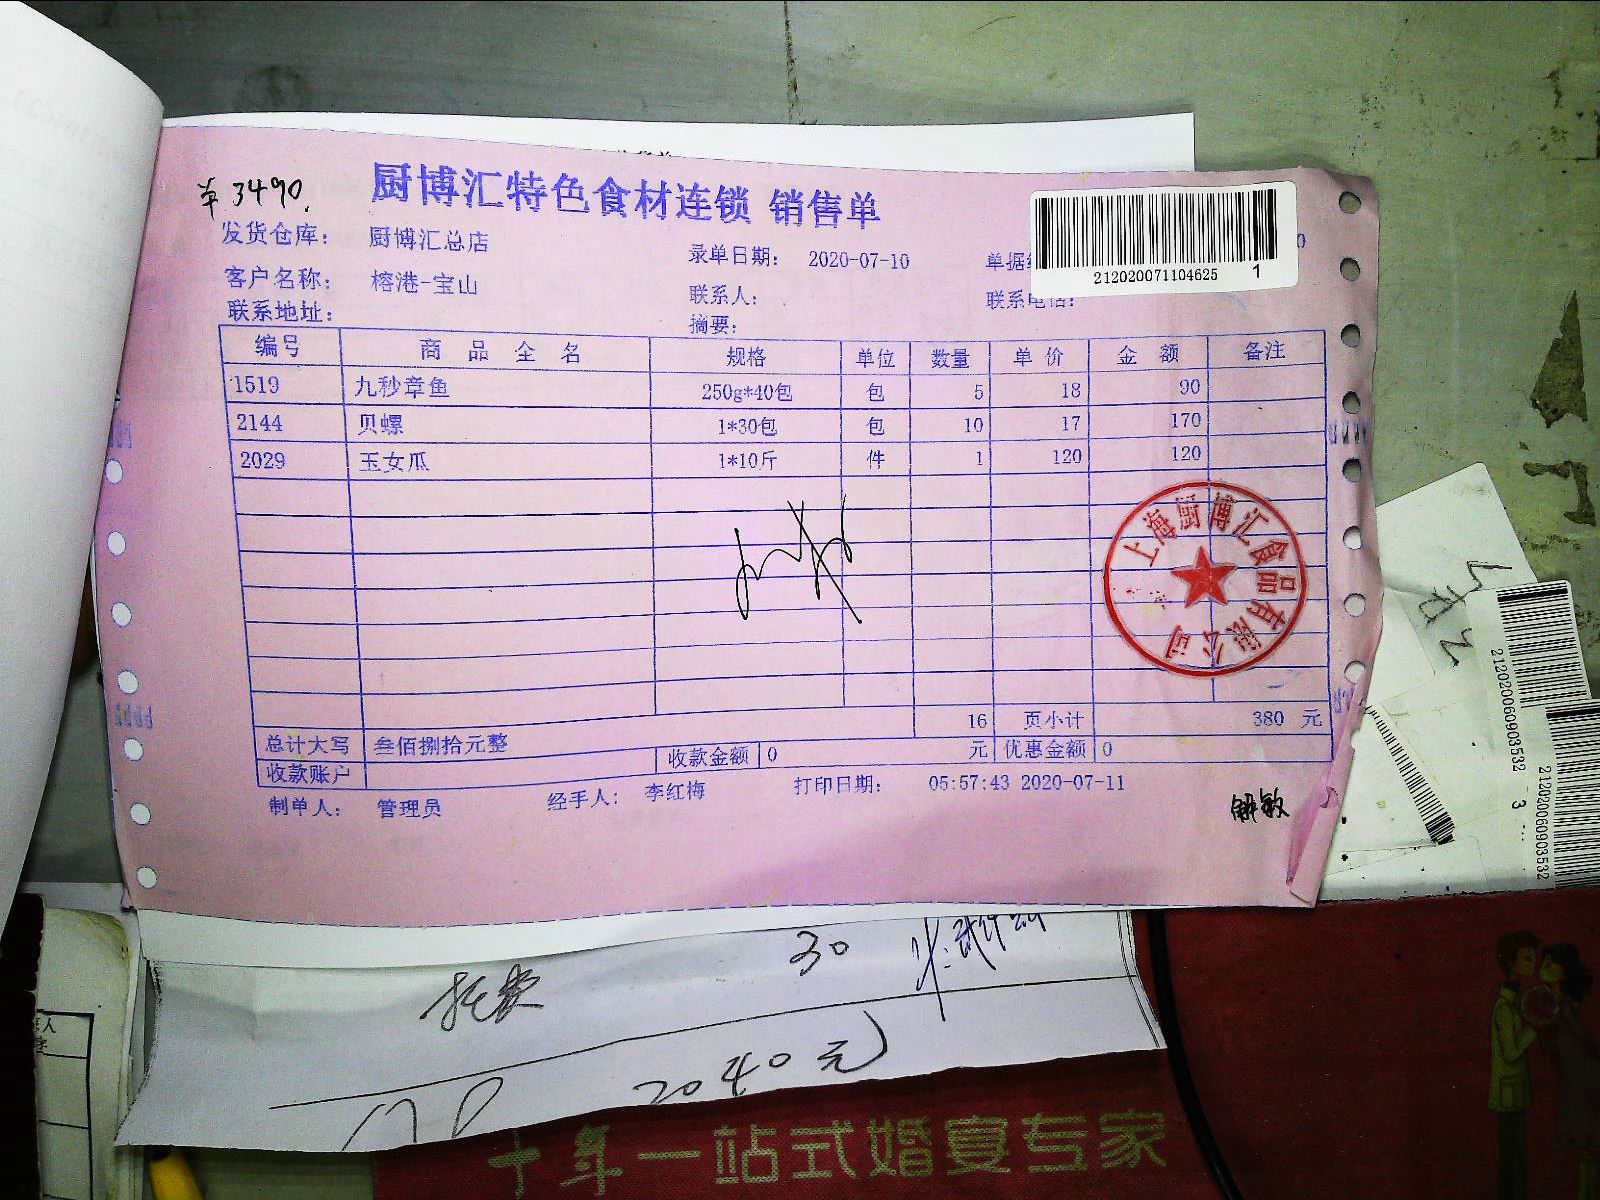 3490
厨博汇特色食材连锁 销售单
发货仓库: 厨博汇总店
录单日期: 2020-07-10
单据
客户名称: 榕港-宝山
联系人:
联系电话:
联系地址:
摘要:
212020071104625 1
编号 商品全名 规格 单位 数量 单价 金额 备注
1519 九秒章鱼 250g*40包 包 5 18 90
2144 贝螺 1*30包 包 10 17 170
2029 玉女瓜 1*10斤 件 1 120 120
上海厨博汇食品有限公司
16 页小计 380 元
总计大写 叁佰捌拾元整 收款金额 0 元 优惠金额 0
收款账户
制单人: 管理员 经手人: 李红梅 打印日期: 05:57:43 2020-07-11
解敏
212020060903532 3
212020060903532
30
2040元
十年一站式婚宴专家